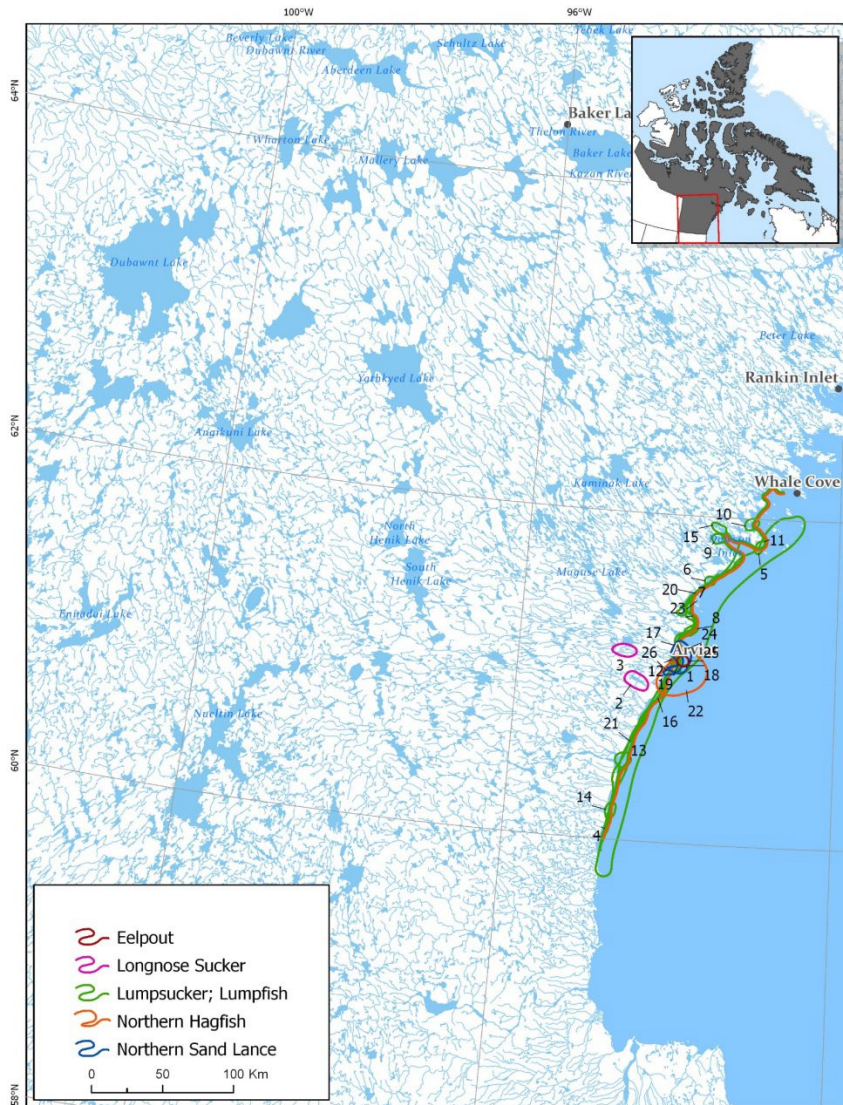 100°W
96°W
Beverly Lake
Dubawnt River
Schultz Lake
Tehek Lake
Aberdeen Lake
64°N
Baker La
Wharton Lake
Thelon River
Mallery Lake
Baker Lake
Kazan River
Dubawnt Lake
Peter Lake
Yathkyed Lake
Rankin Inlet
62°N
Angikuni Lake
Kaminak Lake
Whale Cove
10
North
Henik Lake
15
11
9
5
South
Henik Lake
Maguse Lake
6
20
7
23
Ennadai Lake
8
17
24
26
Arviat
25
3
12
1
18
19
2
22
16
Nueltin Lake
21
13
60°N
14
4
Eelpout
Longnose Sucker
Lumpsucker; Lumpfish
Northern Hagfish
Northern Sand Lance
0 50 100 Km
58°N